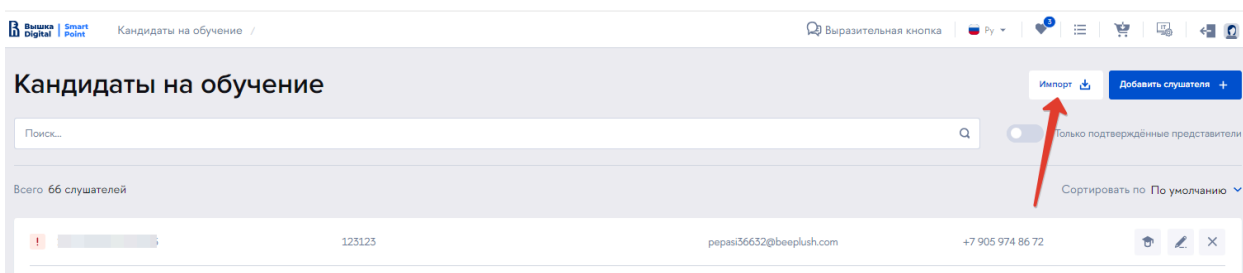 Вышка Digital | Smart Point
Кандидаты на обучение /
Выразительная кнопка
Ру
3
Кандидаты на обучение
Импорт
Добавить слушателя +
Поиск...
Только подтверждённые представители
Всего 66 слушателей
Сортировать по По умолчанию
! 123123 pepasi36632@beeplush.com +7 905 974 86 72